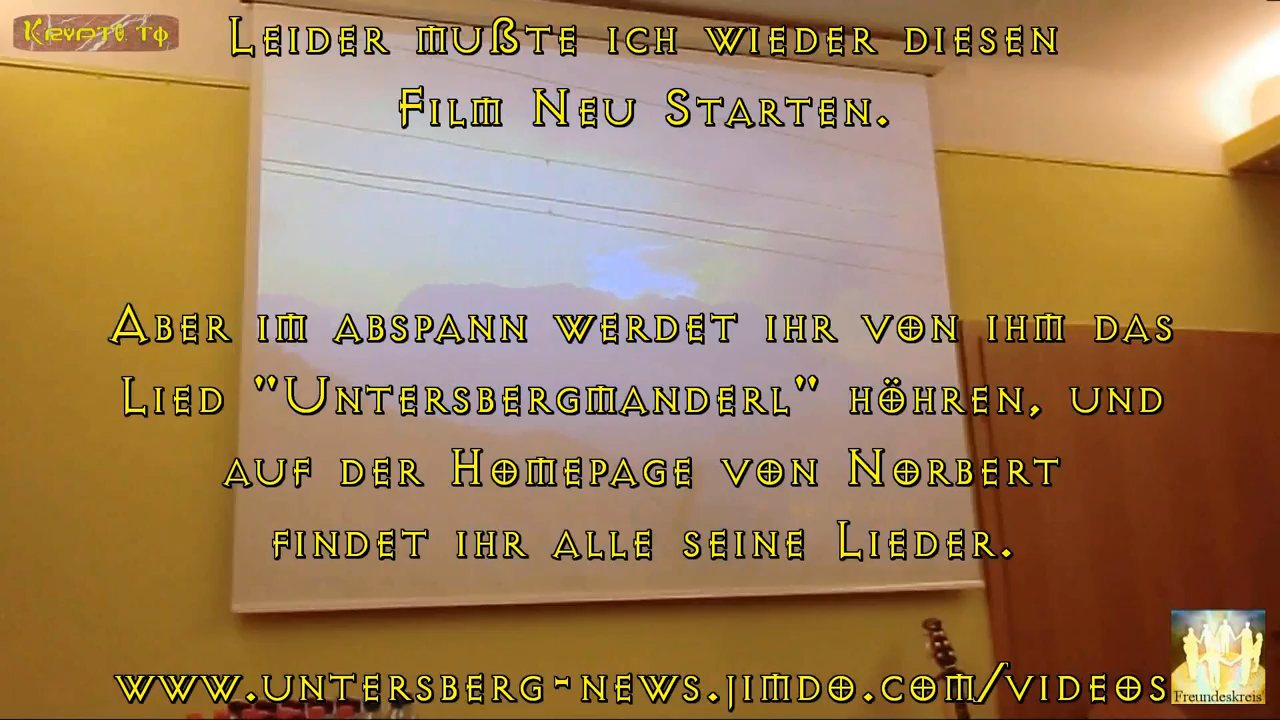 Krypto TV
Leider mußte ich wieder diesen
Film Neu Starten.
Aber im abspann werdet ihr von ihm das
Lied "Untersbergmanderl" höhren, und
auf der Homepage von Norbert
findet ihr alle seine Lieder.
www.untersberg-news.jimdo.com/videos
Freundeskreis